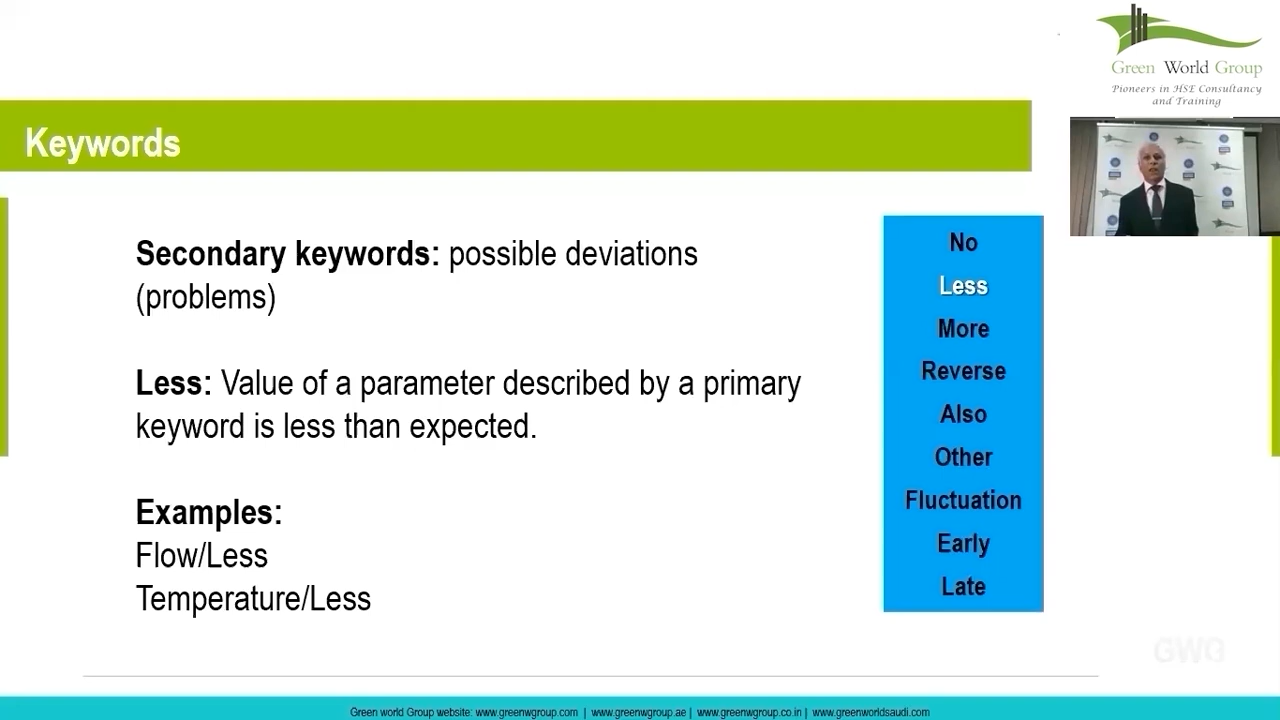 Green World Group
Pioneers in HSE Consultancy
and Training
Keywords
Secondary keywords: possible deviations
(problems)
Less: Value of a parameter described by a primary
keyword is less than expected.
Examples:
Flow/Less
Temperature/Less
No
Less
More
Reverse
Also
Other
Fluctuation
Early
Late
GWG
Green world Group website: www.greenwgroup.com | www.greenwgroup.ae | www.greenwgroup.co.in | www.greenworldsaudi.com